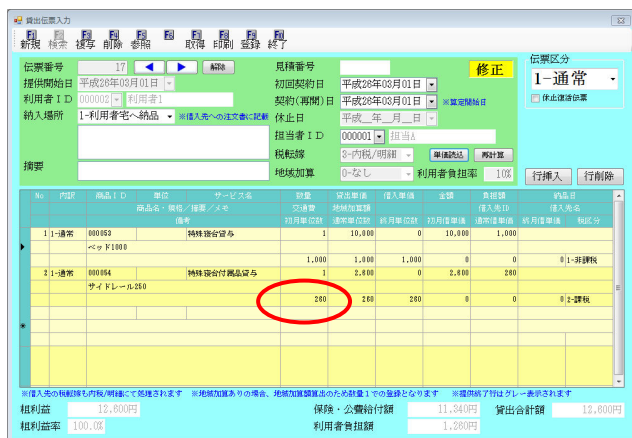 貸出伝票入力
F1 F2 F3 F4 F5 F6 F7 F8 F9 F10
新規 検索 複写 削除 参照 取得 印刷 登録 終了
伝票番号 17 ◀ ▶ 解除 見積番号 修正 伝票区分
提供開始日 平成26年03月01日 初回契約日 平成26年03月01日 1-通常
利用者ID 000002 利用者1 契約(再開)日 平成26年03月01日 ※算定開始日 休止復活伝票
納入場所 1-利用者宅へ納品 ※借入先への注文書に記載 休止日 平成__年__月__日
担当者ID 000001 担当A
税転嫁 3-内税/明細 単価読込 再計算
摘要 地域加算 0-なし 利用者負担率 10% 行挿入 行削除
No 内訳 商品ID 単位 サービス名 数量 貸出単価 借入単価 金額 負担額 納品日
商品名・規格/摘要/メモ 交通費 地域加算額 借入先ID 借入先名
備考 初月単位数 通常単位数 終月単位数 初月借単価 通常借単価 終月借単価 税区分
1 1-通常 000053 特殊寝台貸与 1 10,000 0 10,000 1,000
ベッド1000
1,000 1,000 1,000 0 0 0 1-非課税
2 1-通常 000054 特殊寝台付属品貸与 1 2,800 0 2,800 260
サイドレール260
260 260 260 0 0 0 2-課税
※借入先の税転嫁も内税/明細にて処理されます ※地域加算ありの場合、地域加算額算出のため数量1での登録となります ※提供終了行はグレー表示されます
粗利益 12,600円 保険・公費給付額 11,340円 貸出合計額 12,600円
粗利益率 100.0% 利用者負担額 1,260円